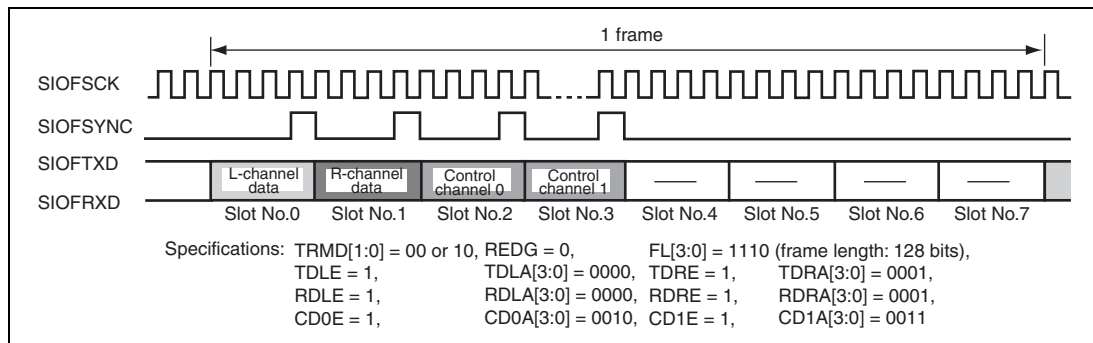 1 frame
SIOFSCK
SIOFSYNC
SIOFTXD
SIOFRXD
L-channel data
R-channel data
Control channel 0
Control channel 1
Slot No.0 Slot No.1 Slot No.2 Slot No.3 Slot No.4 Slot No.5 Slot No.6 Slot No.7
Specifications: TRMD[1:0] = 00 or 10, REDG = 0, FL[3:0] = 1110 (frame length: 128 bits),
TDLE = 1, TDLA[3:0] = 0000, TDRE = 1, TDRA[3:0] = 0001,
RDLE = 1, RDLA[3:0] = 0000, RDRE = 1, RDRA[3:0] = 0001,
CD0E = 1, CD0A[3:0] = 0010, CD1E = 1, CD1A[3:0] = 0011